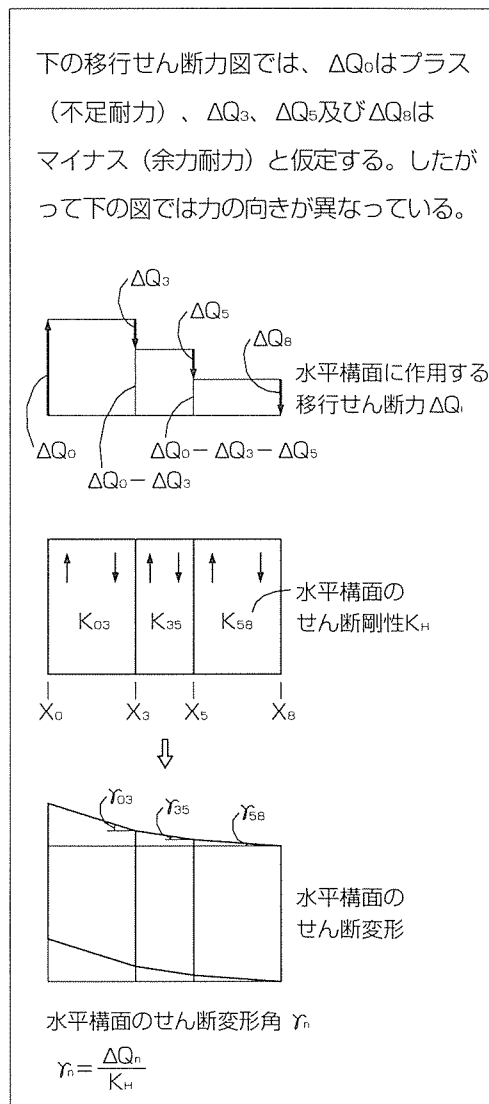 下の移行せん断力図では、ΔQ₀はプラス
（不足耐力）、ΔQ₃、ΔQ₅及びΔQ₈は
マイナス（余力耐力）と仮定する。したが
って下の図では力の向きが異なっている。
ΔQ₃
ΔQ₅
ΔQ₈
水平構面に作用する
移行せん断力ΔQᵢ
ΔQ₀
ΔQ₀－ΔQ₃
ΔQ₀－ΔQ₃－ΔQ₅
K₀₃
K₃₅
K₅₈
水平構面の
せん断剛性K_H
X₀
X₃
X₅
X₈
γ₀₃
γ₃₅
γ₅₈
水平構面の
せん断変形
水平構面のせん断変形角 γₙ
γₙ=ΔQₙ/K_H